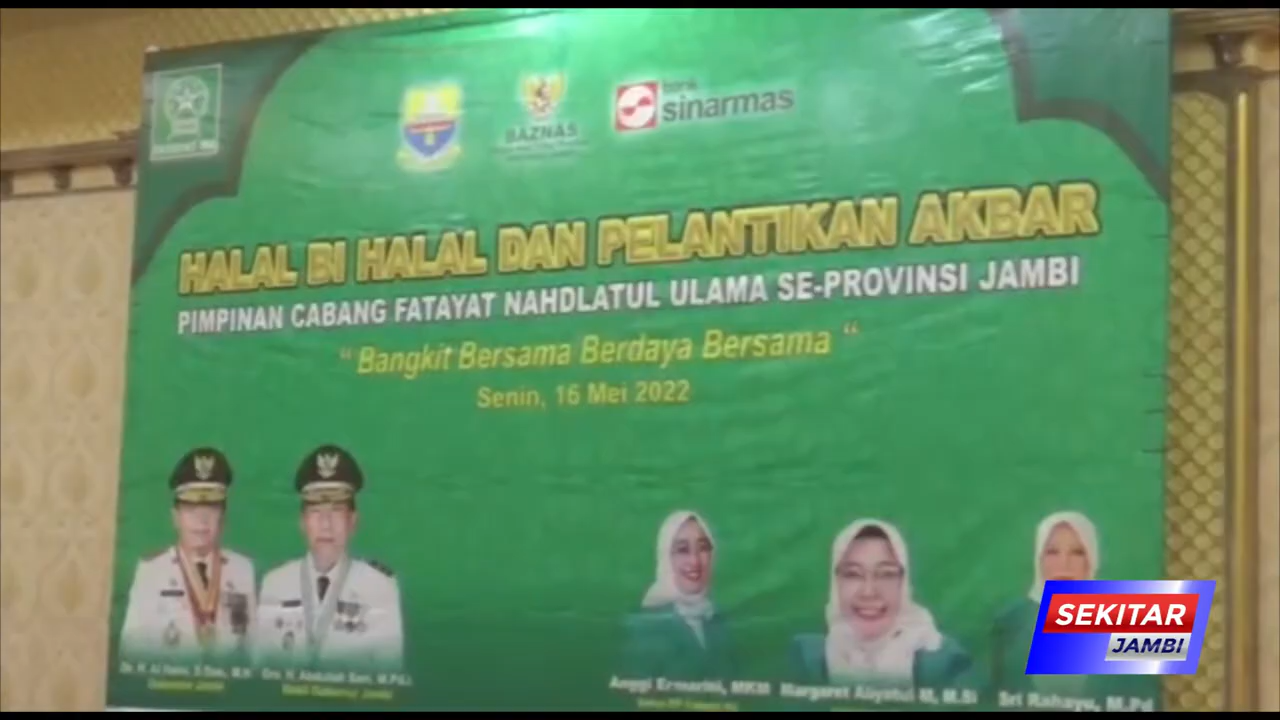 BAZNAS
bank
sinarmas
HALAL BI HALAL DAN PELANTIKAN AKBAR
PIMPINAN CABANG FATAYAT NAHDLATUL ULAMA SE-PROVINSI JAMBI
" Bangkit Bersama Berdaya Bersama "
Senin, 16 Mei 2022
Anggi Ermarini, MKM
Margaret Aliyatul M, M.Si
Sri Rahayu, M.Pd
SEKITAR
JAMBI